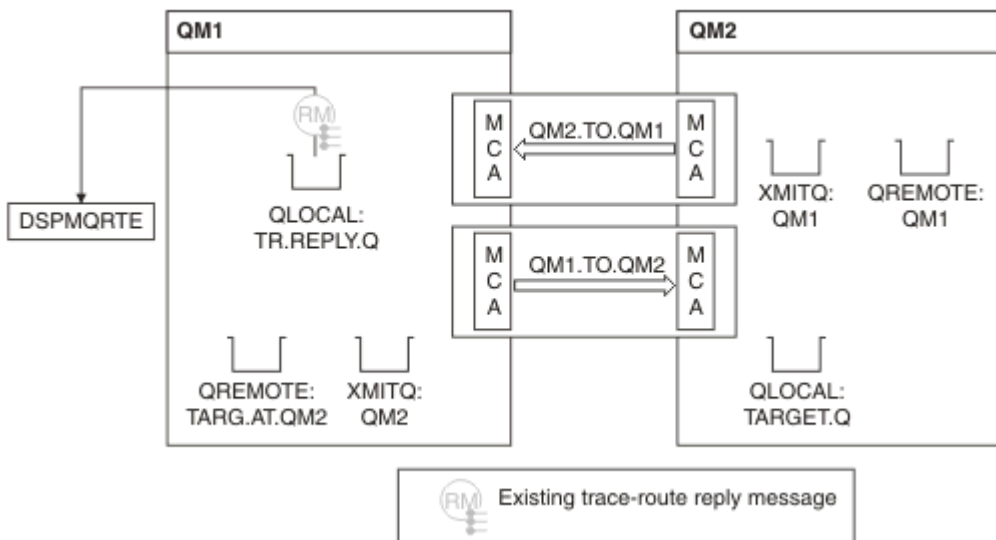 QM1
QM2
RM
M
C
A
QM2.TO.QM1
M
C
A
DSPMQRTE
QLOCAL:
TR.REPLY.Q
XMITQ:
QM1
QREMOTE:
QM1
M
C
A
QM1.TO.QM2
M
C
A
QREMOTE:
TARG.AT.QM2
XMITQ:
QM2
QLOCAL:
TARGET.Q
RM
Existing trace-route reply message